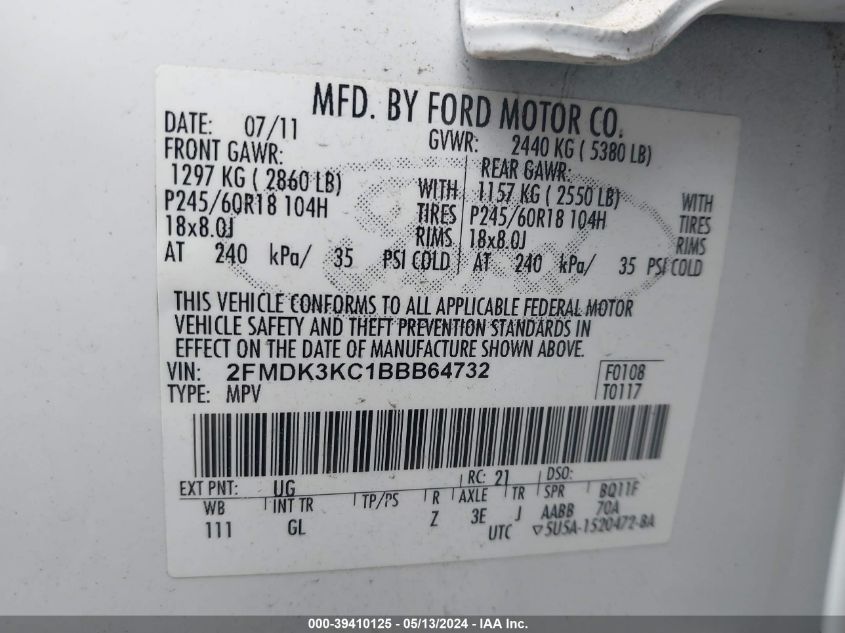 MFD. BY FORD MOTOR CO.
DATE: 07/11 GVWR: 2440 KG ( 5380 LB)
FRONT GAWR: REAR GAWR:
1297 KG ( 2860 LB) WITH 1157 KG ( 2550 LB) WITH
P245/60R18 104H TIRES P245/60R18 104H TIRES
18x8.0J RIMS 18x8.0J RIMS
AT 240 kPa/ 35 PSI COLD AT 240 kPa/ 35 PSI COLD
THIS VEHICLE CONFORMS TO ALL APPLICABLE FEDERAL MOTOR
VEHICLE SAFETY AND THEFT PREVENTION STANDARDS IN
EFFECT ON THE DATE OF MANUFACTURE SHOWN ABOVE.
VIN: 2FMDK3KC1BBB64732 F0108
TYPE: MPV T0117
EXT PNT: UG RC: 21 DSO:
WB INT TR TP/PS R AXLE TR SPR BQ11F
111 GL Z 3E J AABB 70A
UTC ▽5U5A-1520472-BA
000-39410125 - 05/13/2024 - IAAI.com.